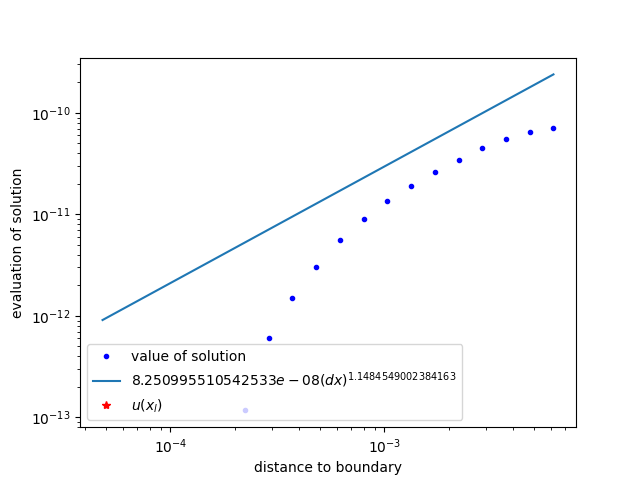 evaluation of solution
10⁻¹⁰
10⁻¹¹
10⁻¹²
10⁻¹³
value of solution
8.250995510542533e − 08(dx)^1.1484549002384163
u(x_l)
10⁻⁴
10⁻³
distance to boundary